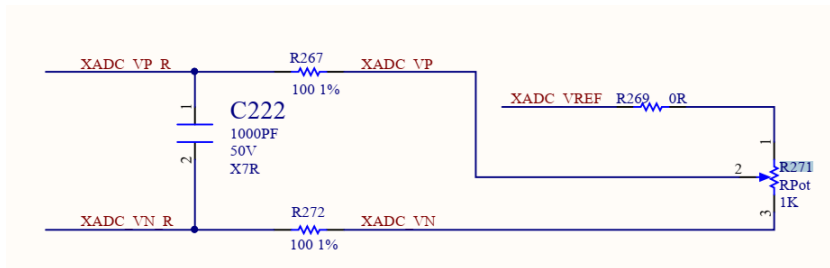 XADC_VP_R
R267
100 1%
XADC_VP
XADC_VREF
R269
0R
1
C222
1000PF
50V
X7R
2
1
2
R271
RPot
1K
3
XADC_VN_R
R272
100 1%
XADC_VN